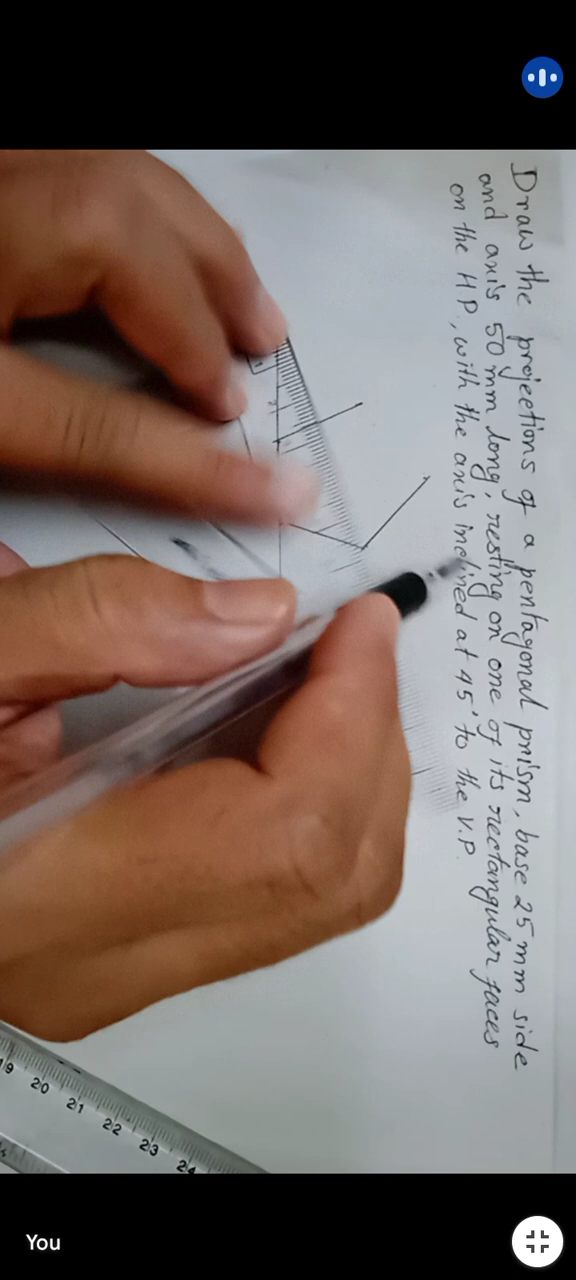 Draw the projections of a pentagonal prism, base 25 mm side
and axis 50 mm long, resting on one of its rectangular faces
on the HP, with the axis inclined at 45° to the V.P.
19 20 21 22 23 24
You